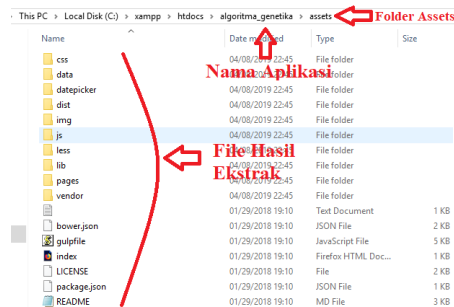 This PC > Local Disk (C:) > xampp > htdocs > algoritma_genetika > assets Folder Assets
Name Date modified Type Size
Nama Aplikasi
css 04/08/2019 22:45 File folder
data 04/08/2019 22:45 File folder
datepicker 04/08/2019 22:45 File folder
dist 04/08/2019 22:45 File folder
img 04/08/2019 22:45 File folder
js 04/08/2019 22:45 File folder
File Hasil
less 04/08/2019 22:45 File folder
Ekstrak
lib 04/08/2019 22:45 File folder
pages 04/08/2019 22:45 File folder
vendor 04/08/2019 22:45 File folder
01/29/2018 19:10 Text Document 1 KB
bower.json 01/29/2018 19:10 JSON File 2 KB
gulpfile 01/29/2018 19:10 JavaScript File 5 KB
index 01/29/2018 19:10 Firefox HTML Doc... 1 KB
LICENSE 01/29/2018 19:10 File 2 KB
package.json 01/29/2018 19:10 JSON File 1 KB
README 01/29/2018 19:10 MD File 3 KB